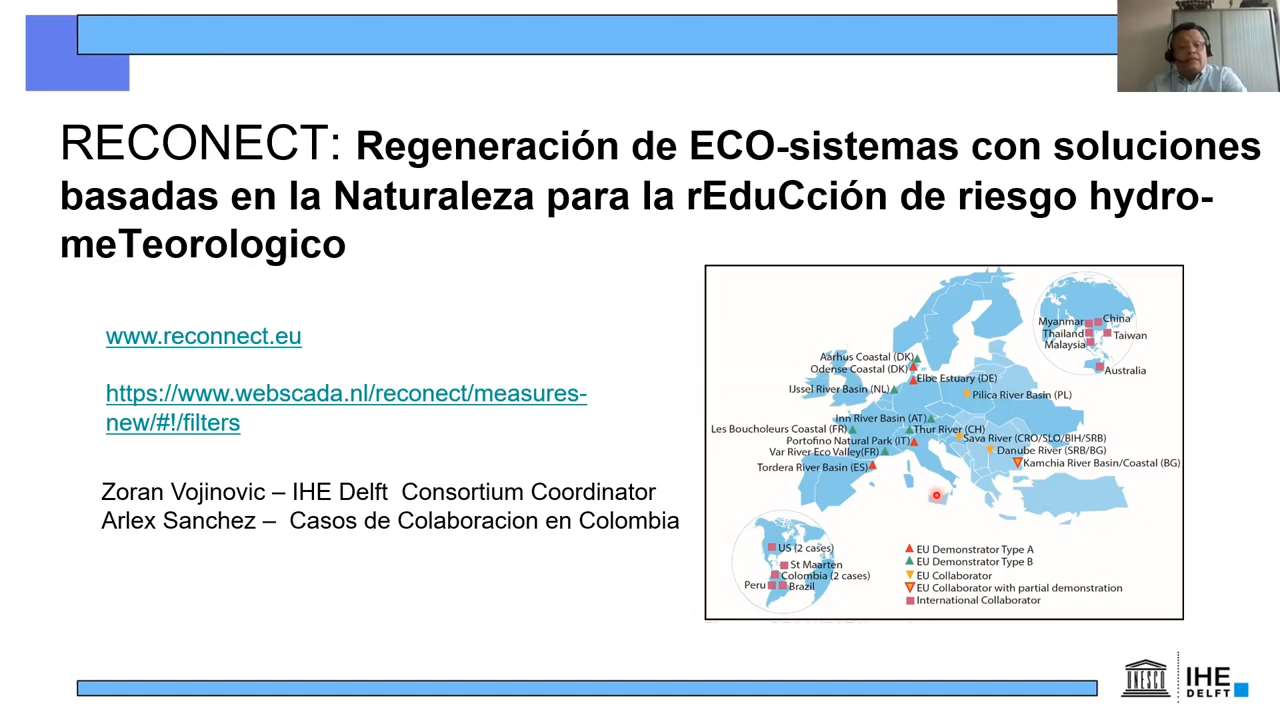 RECONECT: Regeneración de ECO-sistemas con soluciones
basadas en la Naturaleza para la rEduCción de riesgo hydro-
meTeorologico
www.reconnect.eu
https://www.webscada.nl/reconect/measures-
new/#!/filters
Zoran Vojinovic – IHE Delft Consortium Coordinator
Arlex Sanchez – Casos de Colaboracion en Colombia
Myanmar
China
Thailand
Taiwan
Malaysia
Australia
Aarhus Coastal (DK)
Odense Coastal (DK)
Elbe Estuary (DE)
IJssel River Basin (NL)
Pilica River Basin (PL)
Inn River Basin (AT)
Les Boucholeurs Coastal (FR)
Thur River (CH)
Portofino Natural Park (IT)
Sava River (CRO/SLO/BIH/SRB)
Var River Eco Valley(FR)
Danube River (SRB/BG)
Kamchia River Basin/Coastal (BG)
Tordera River Basin (ES)
US (2 cases)
St Maarten
Colombia (2 cases)
Peru
Brazil
EU Demonstrator Type A
EU Demonstrator Type B
EU Collaborator
EU Collaborator with partial demonstration
International Collaborator
UNESCO
IHE
DELFT